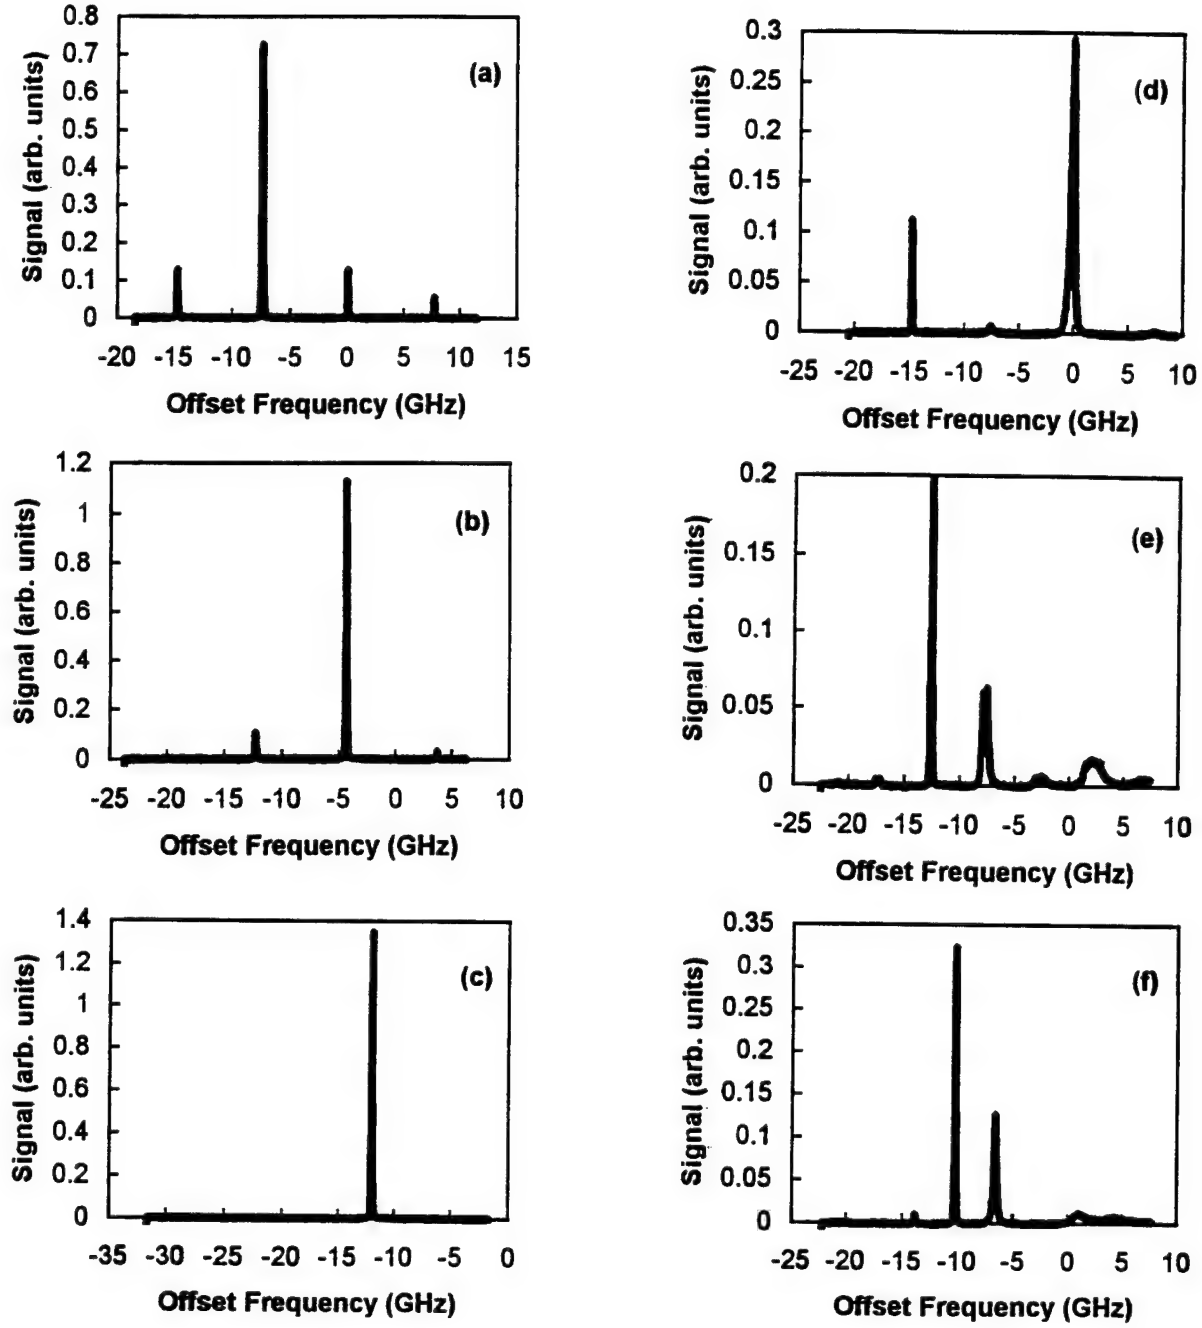 0.8
0.7
0.6
0.5
0.4
0.3
0.2
0.1
0
Signal (arb. units)
(a)
-20 -15 -10 -5 0 5 10 15
Offset Frequency (GHz)
1.2
1
0.8
0.6
0.4
0.2
0
Signal (arb. units)
(b)
-25 -20 -15 -10 -5 0 5 10
Offset Frequency (GHz)
1.4
1.2
1
0.8
0.6
0.4
0.2
0
Signal (arb. units)
(c)
-35 -30 -25 -20 -15 -10 -5 0
Offset Frequency (GHz)
0.3
0.25
0.2
0.15
0.1
0.05
0
Signal (arb. units)
(d)
-25 -20 -15 -10 -5 0 5 10
Offset Frequency (GHz)
0.2
0.15
0.1
0.05
0
Signal (arb. units)
(e)
-25 -20 -15 -10 -5 0 5 10
Offset Frequency (GHz)
0.35
0.3
0.25
0.2
0.15
0.1
0.05
0
Signal (arb. units)
(f)
-25 -20 -15 -10 -5 0 5 10
Offset Frequency (GHz)